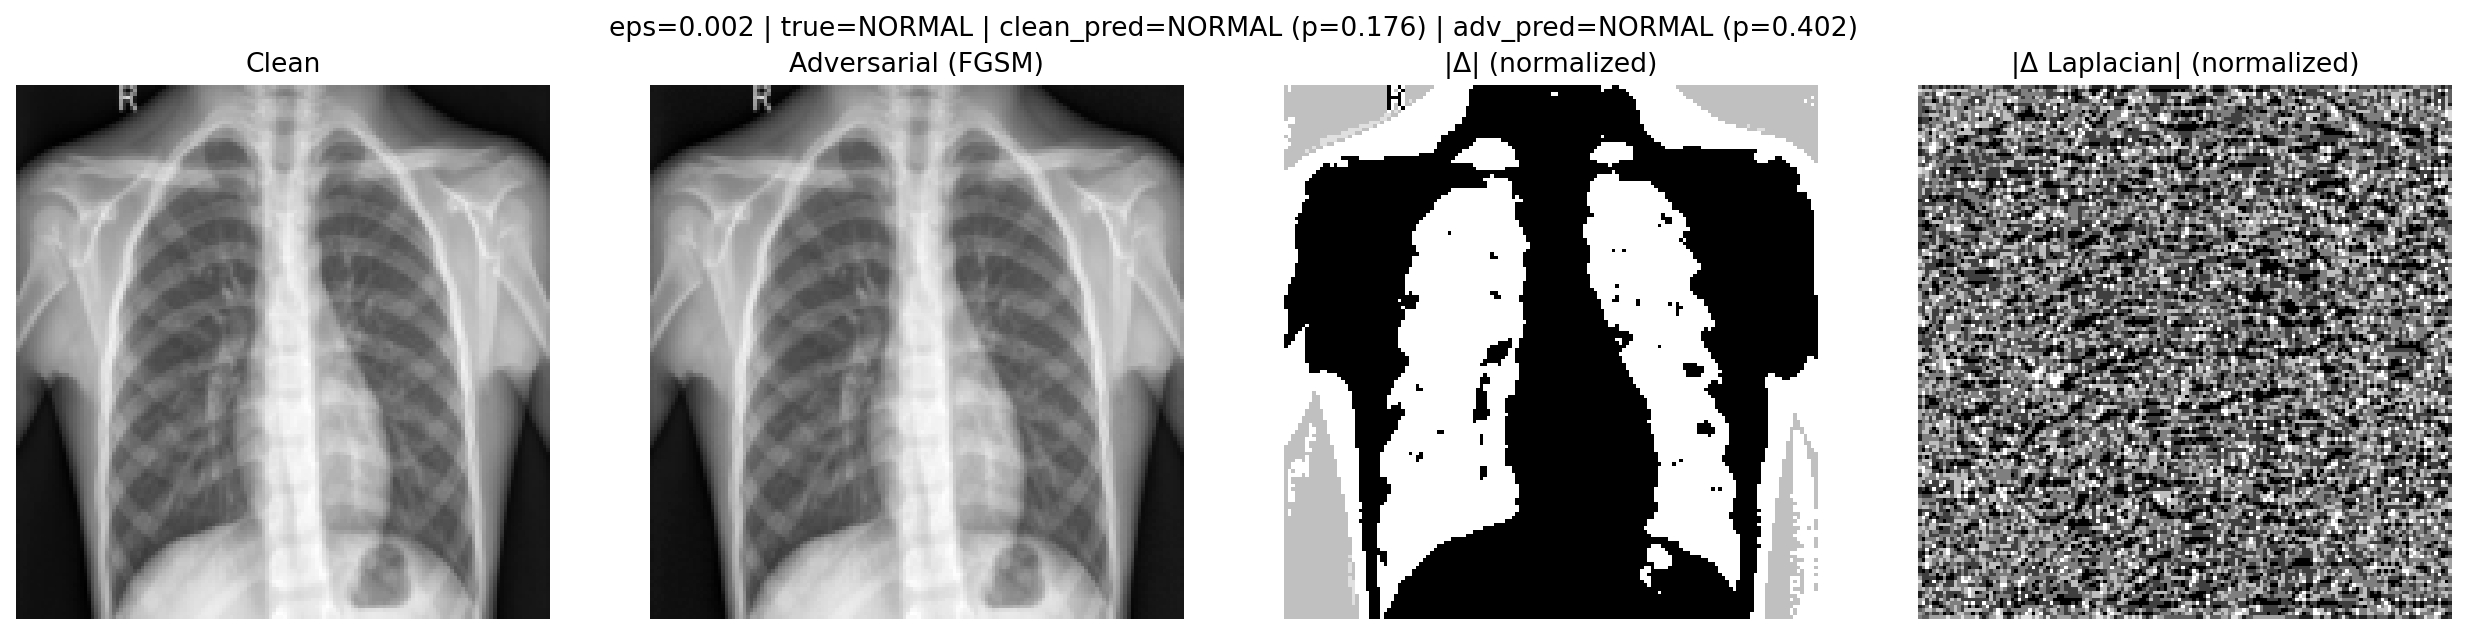 eps=0.002 | true=NORMAL | clean_pred=NORMAL (p=0.176) | adv_pred=NORMAL (p=0.402)
Clean
Adversarial (FGSM)
|Δ| (normalized)
|Δ Laplacian| (normalized)
R
R
R